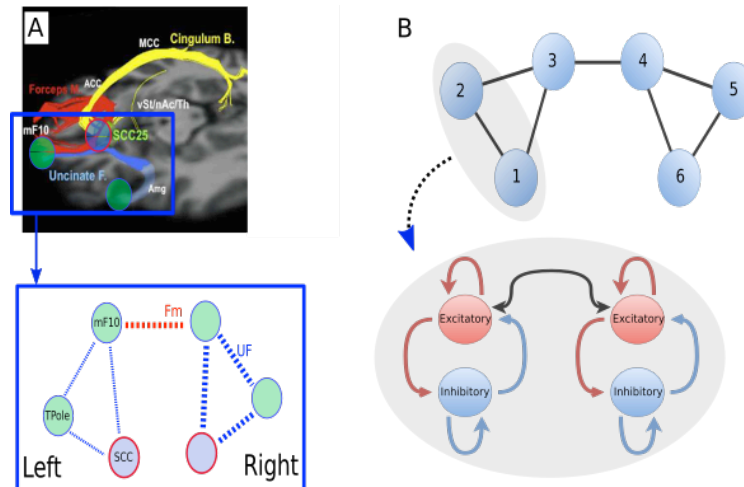 A
MCC
Cingulum B.
ACC
Forceps M.
vSt/nAc/Th
mF10
SCC25
Uncinate F.
Amg
mF10
Fm
UF
TPole
SCC
Left
Right
B
3
4
2
5
1
6
Excitatory
Excitatory
Inhibitory
Inhibitory